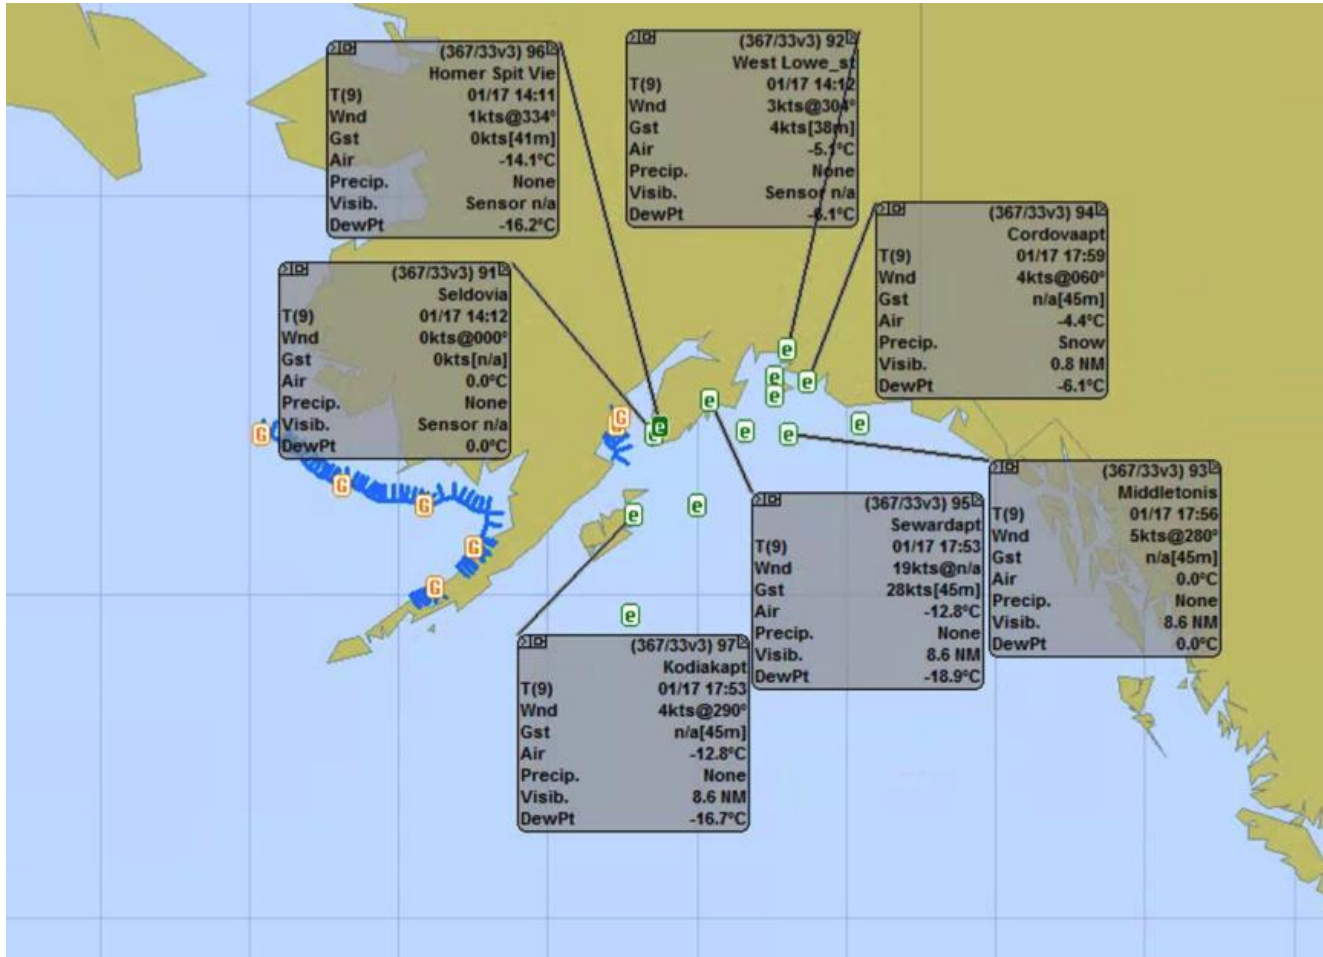 (367/33v3) 96
Homer Spit Vie
T(9) 01/17 14:11
Wnd 1kts@334°
Gst 0kts[41m]
Air -14.1°C
Precip. None
Visib. Sensor n/a
DewPt -16.2°C
(367/33v3) 92
West Lowe_st
T(9) 01/17 14:12
Wnd 3kts@304°
Gst 4kts[38m]
Air -5.1°C
Precip. None
Visib. Sensor n/a
DewPt -6.1°C
(367/33v3) 94
Cordovaapt
T(9) 01/17 17:59
Wnd 4kts@060°
Gst n/a[45m]
Air -4.4°C
Precip. Snow
Visib. 0.8 NM
DewPt -6.1°C
(367/33v3) 91
Seldovia
T(9) 01/17 14:12
Wnd 0kts@000°
Gst 0kts[n/a]
Air 0.0°C
Precip. None
Visib. Sensor n/a
DewPt 0.0°C
e
e
e
e
e
e
G
G
e
e
G
e
e
e
G
G
e
e
G
G
e
(367/33v3) 93
Middletonis
T(9) 01/17 17:56
Wnd 5kts@280°
Gst n/a[45m]
Air 0.0°C
Precip. None
Visib. 8.6 NM
DewPt 0.0°C
(367/33v3) 95
Sewardapt
T(9) 01/17 17:53
Wnd 19kts@n/a
Gst 28kts[45m]
Air -12.8°C
Precip. None
Visib. 8.6 NM
DewPt -18.9°C
(367/33v3) 97
Kodiakapt
T(9) 01/17 17:53
Wnd 4kts@290°
Gst n/a[45m]
Air -12.8°C
Precip. None
Visib. 8.6 NM
DewPt -16.7°C